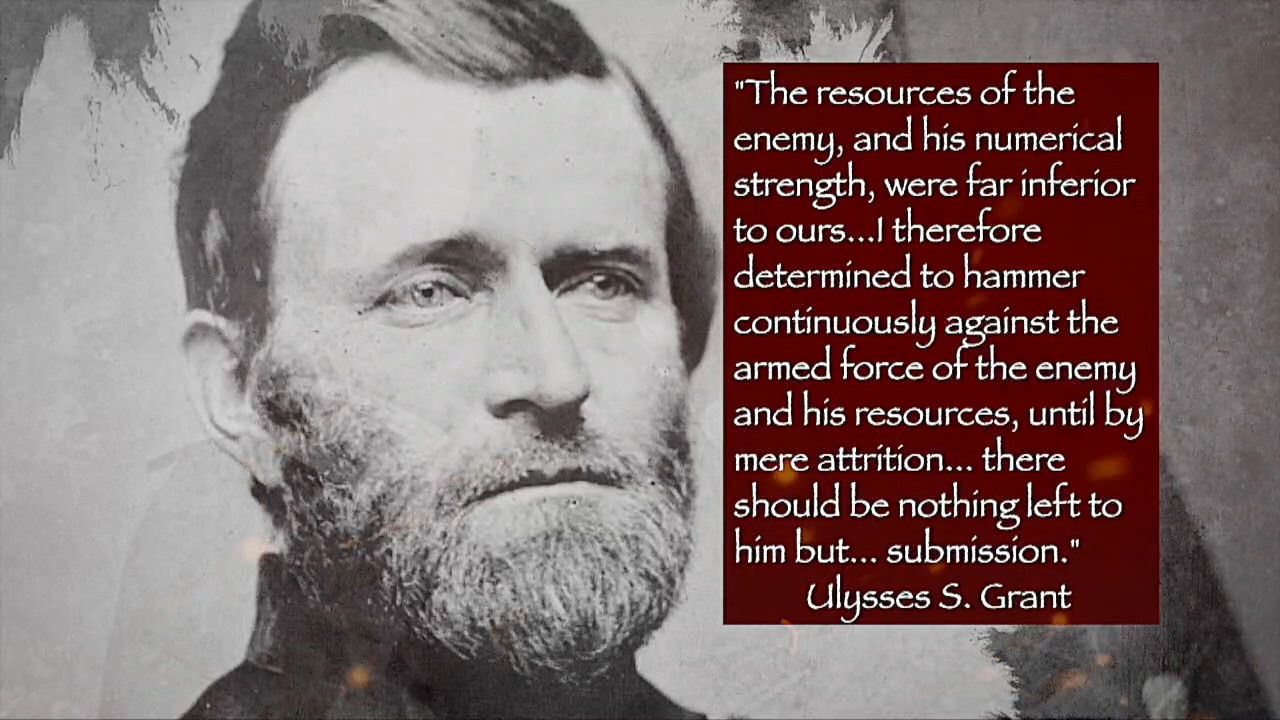 "The resources of the
enemy, and his numerical
strength, were far inferior
to ours...I therefore
determined to hammer
continuously against the
armed force of the enemy
and his resources, until by
mere attrition... there
should be nothing left to
him but... submission."
Ulysses S. Grant